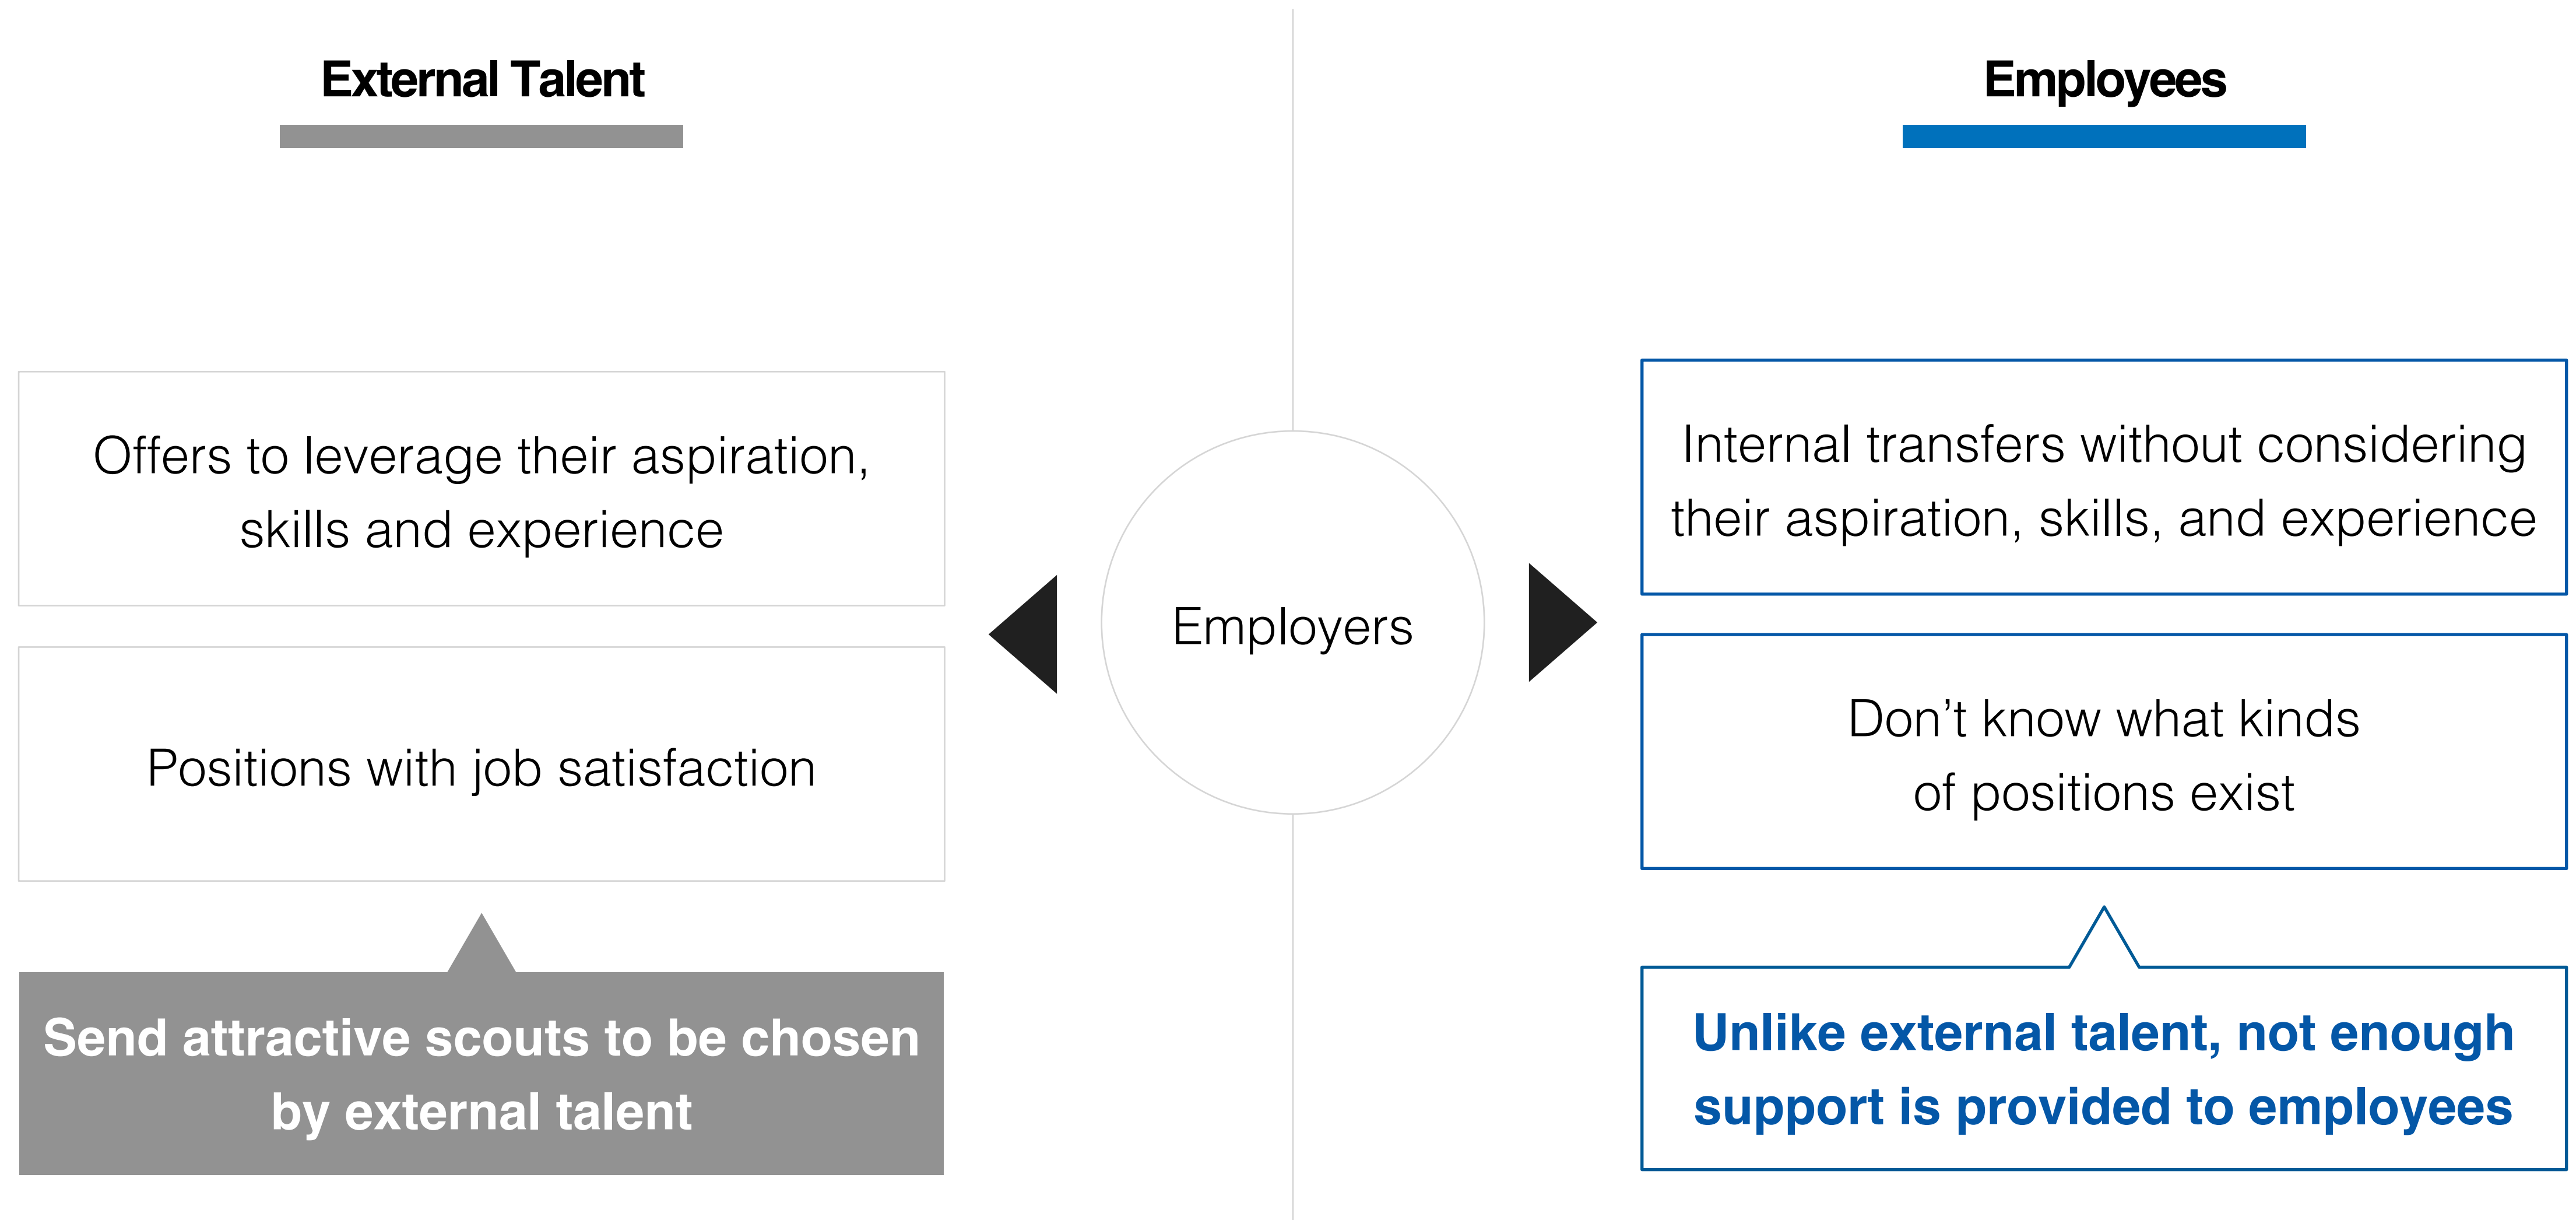 External Talent
Offers to leverage their aspiration,
skills and experience
Positions with job satisfaction
Send attractive scouts to be chosen
by external talent
Employers
Employees
Internal transfers without considering
their aspiration, skills, and experience
Don’t know what kinds
of positions exist
Unlike external talent, not enough
support is provided to employees